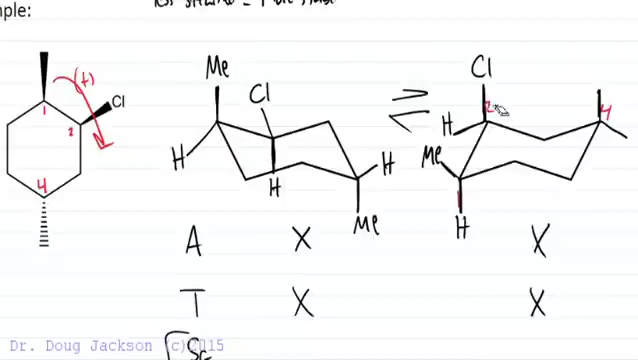 mple:
Me
Cl
H
H
H
Me
(+)
Cl
1
2
4
Cl
2
4
H
Me
H
A X X
T X X
Dr. Doug Jackson (c)2015